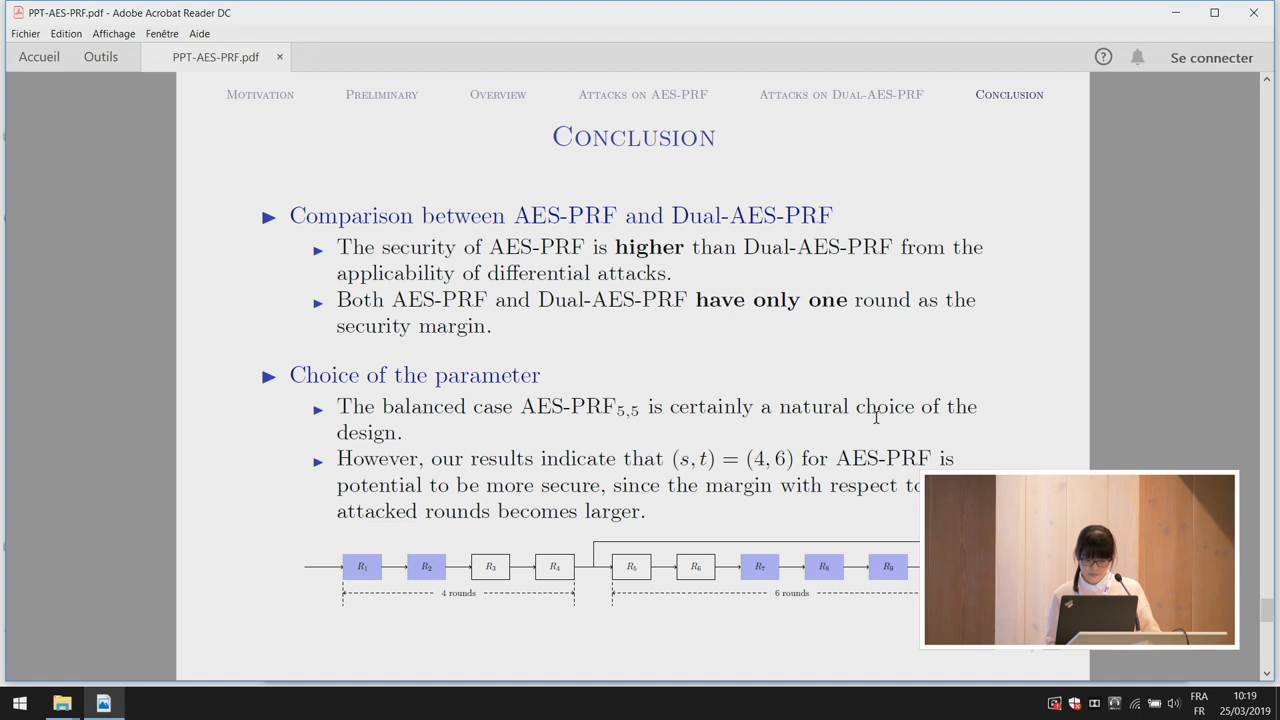 PPT-AES-PRF.pdf - Adobe Acrobat Reader DC
Fichier Edition Affichage Fenêtre Aide
Accueil Outils PPT-AES-PRF.pdf × ? Se connecter
Motivation Preliminary Overview Attacks on AES-PRF Attacks on Dual-AES-PRF Conclusion
Conclusion
Comparison between AES-PRF and Dual-AES-PRF
The security of AES-PRF is higher than Dual-AES-PRF from the
applicability of differential attacks.
Both AES-PRF and Dual-AES-PRF have only one round as the
security margin.
Choice of the parameter
The balanced case AES-PRF5,5 is certainly a natural choice of the
design.
However, our results indicate that (s, t) = (4, 6) for AES-PRF is
potential to be more secure, since the margin with respect to
attacked rounds becomes larger.
R1 R2 R3 R4 R5 R6 R7 R8 R9
4 rounds 6 rounds
FRA 10:19
FR 25/03/2019